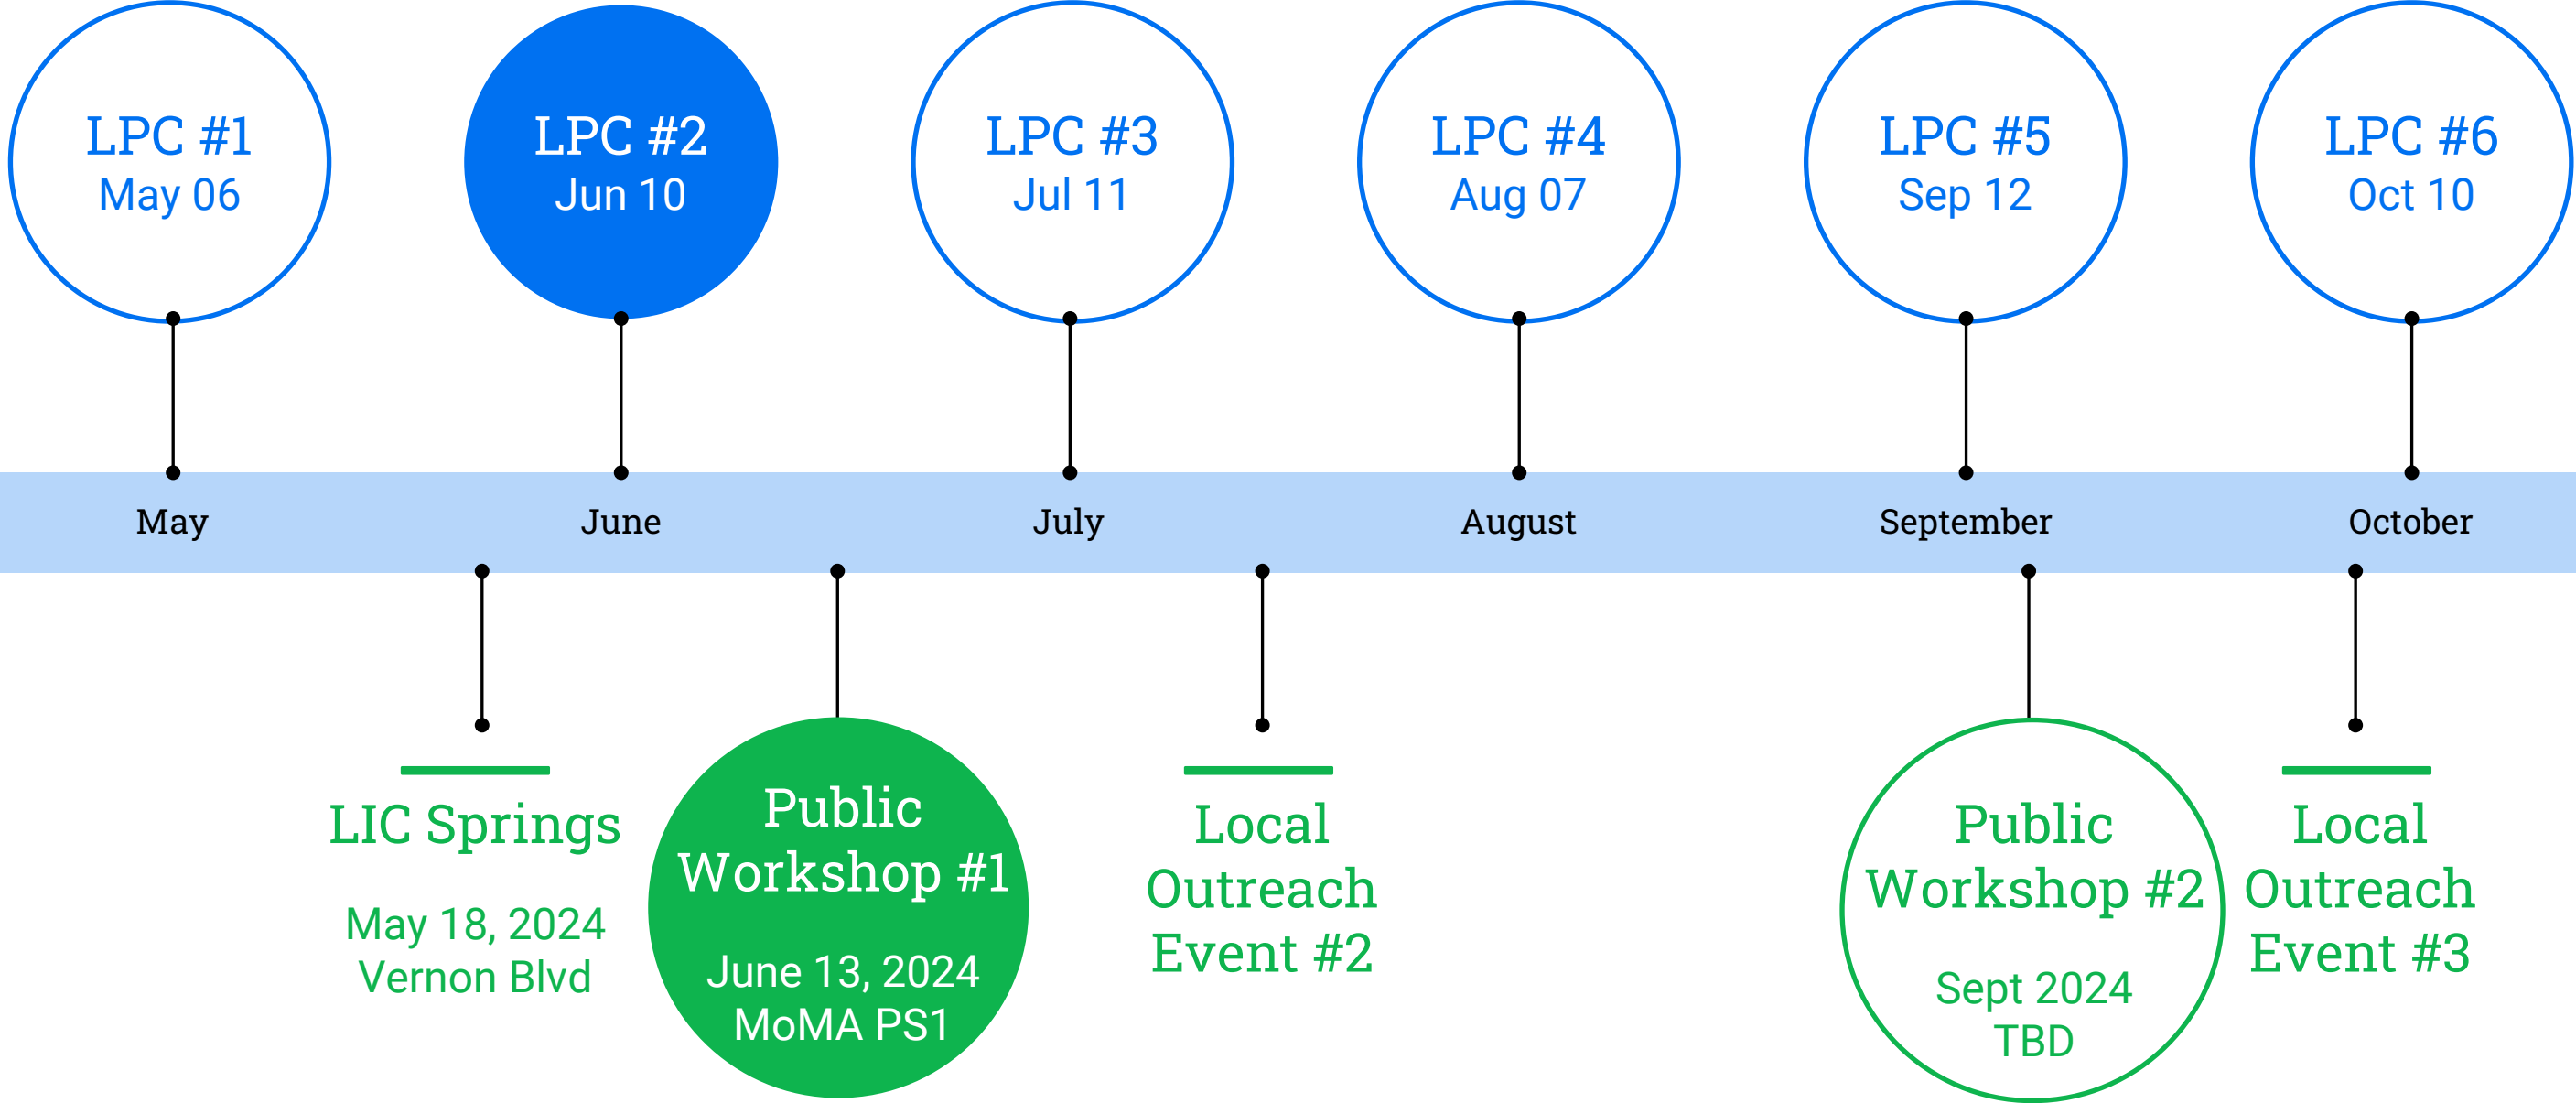 LPC #1
May 06
LPC #2
Jun 10
LPC #3
Jul 11
LPC #4
Aug 07
LPC #5
Sep 12
LPC #6
Oct 10
May
June
July
August
September
October
LIC Springs
May 18, 2024
Vernon Blvd
Public
Workshop #1
June 13, 2024
MoMA PS1
Local
Outreach
Event #2
Public
Workshop #2
Sept 2024
TBD
Local
Outreach
Event #3